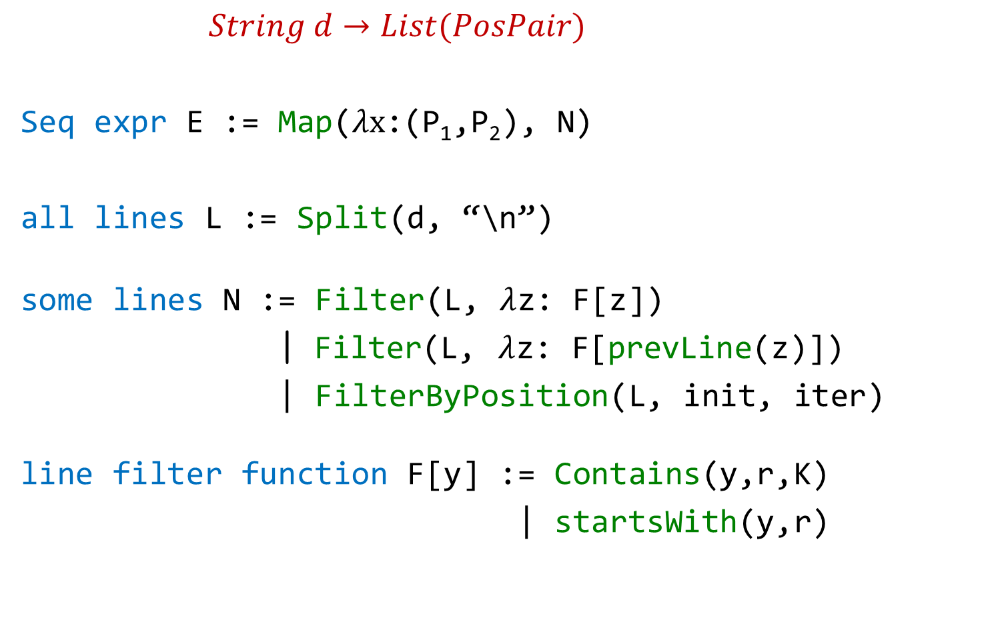 String d → List(PosPair)
Seq expr E := Map(λx:(P₁,P₂), N)
all lines L := Split(d, “\n”)
some lines N := Filter(L, λz: F[z])
| Filter(L, λz: F[prevLine(z)])
| FilterByPosition(L, init, iter)
line filter function F[y] := Contains(y,r,K)
| startsWith(y,r)